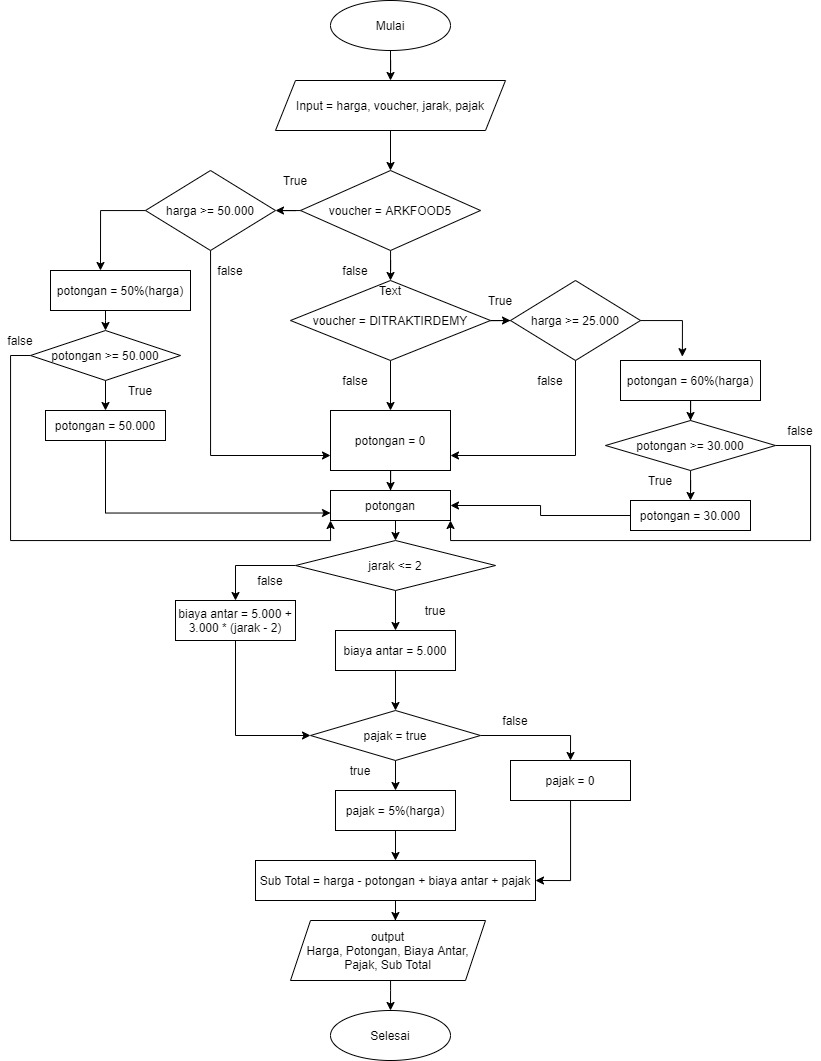 Mulai
Input = harga, voucher, jarak, pajak
True
harga >= 50.000
voucher = ARKFOOD5
false
false
Text
potongan = 50%(harga)
voucher = DITRAKTIRDEMY
True
harga >= 25.000
false
potongan >= 50.000
True
false
false
potongan = 60%(harga)
potongan = 50.000
potongan = 0
potongan >= 30.000
false
True
potongan
potongan = 30.000
jarak <= 2
false
biaya antar = 5.000 +
3.000 * (jarak - 2)
true
biaya antar = 5.000
pajak = true
false
true
pajak = 0
pajak = 5%(harga)
Sub Total = harga - potongan + biaya antar + pajak
output
Harga, Potongan, Biaya Antar,
Pajak, Sub Total
Selesai